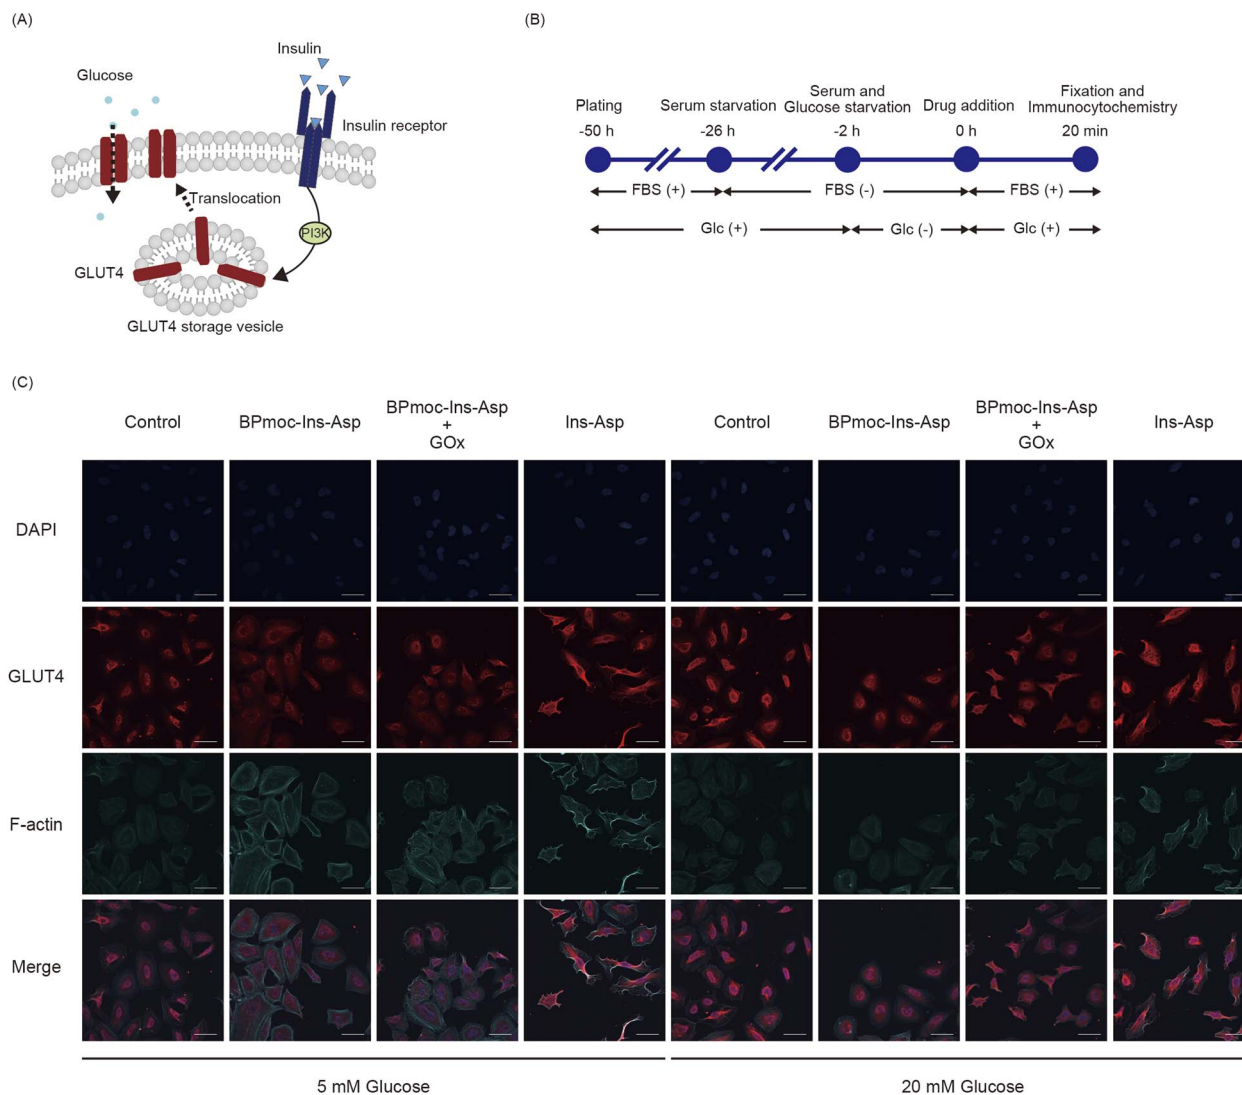 (A)
Insulin
Glucose
Insulin receptor
Translocation
PI3K
GLUT4
GLUT4 storage vesicle
(B)
Plating
Serum starvation
Serum and
Glucose starvation
Drug addition
Fixation and
Immunocytochemistry
-50 h
-26 h
-2 h
0 h
20 min
FBS (+)
FBS (-)
FBS (+)
Glc (+)
Glc (-)
Glc (+)
(C)
Control
BPmoc-Ins-Asp
BPmoc-Ins-Asp
+
GOx
Ins-Asp
Control
BPmoc-Ins-Asp
BPmoc-Ins-Asp
+
GOx
Ins-Asp
DAPI
GLUT4
F-actin
Merge
5 mM Glucose
20 mM Glucose